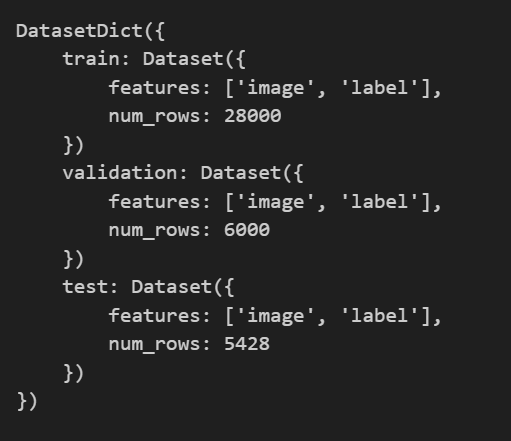 DatasetDict({
    train: Dataset({
        features: ['image', 'label'],
        num_rows: 28000
    })
    validation: Dataset({
        features: ['image', 'label'],
        num_rows: 6000
    })
    test: Dataset({
        features: ['image', 'label'],
        num_rows: 5428
    })
})